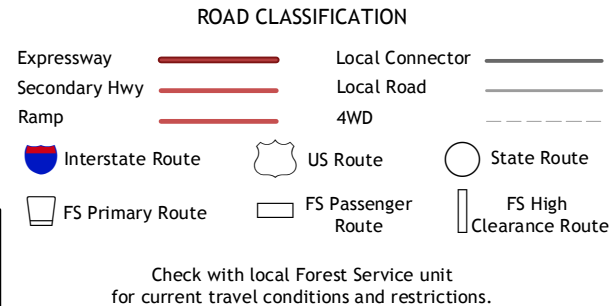 ROAD CLASSIFICATION
Expressway
Local Connector
Secondary Hwy
Local Road
Ramp
4WD
Interstate Route
US Route
State Route
FS Primary Route
FS Passenger
Route
FS High
Clearance Route
Check with local Forest Service unit
for current travel conditions and restrictions.